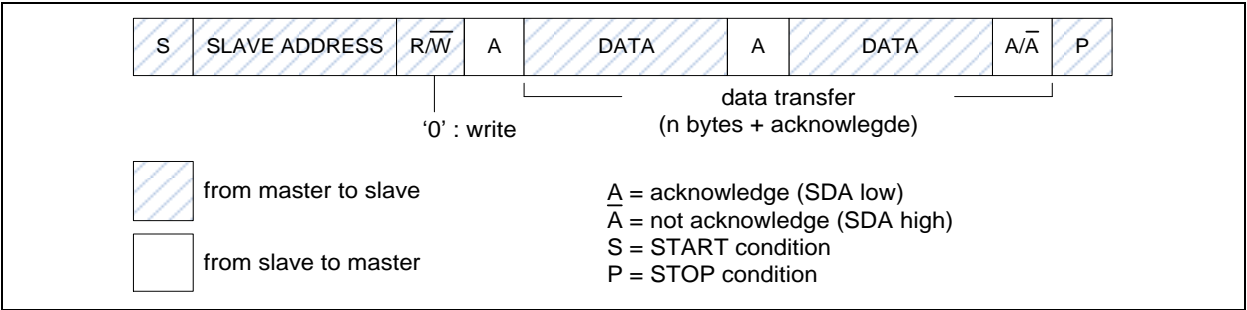 S SLAVE ADDRESS R/W̅ A DATA A DATA A/A̅ P
data transfer
(n bytes + acknowlegde)
‘0’ : write
from master to slave
from slave to master
A = acknowledge (SDA low)
A̅ = not acknowledge (SDA high)
S = START condition
P = STOP condition